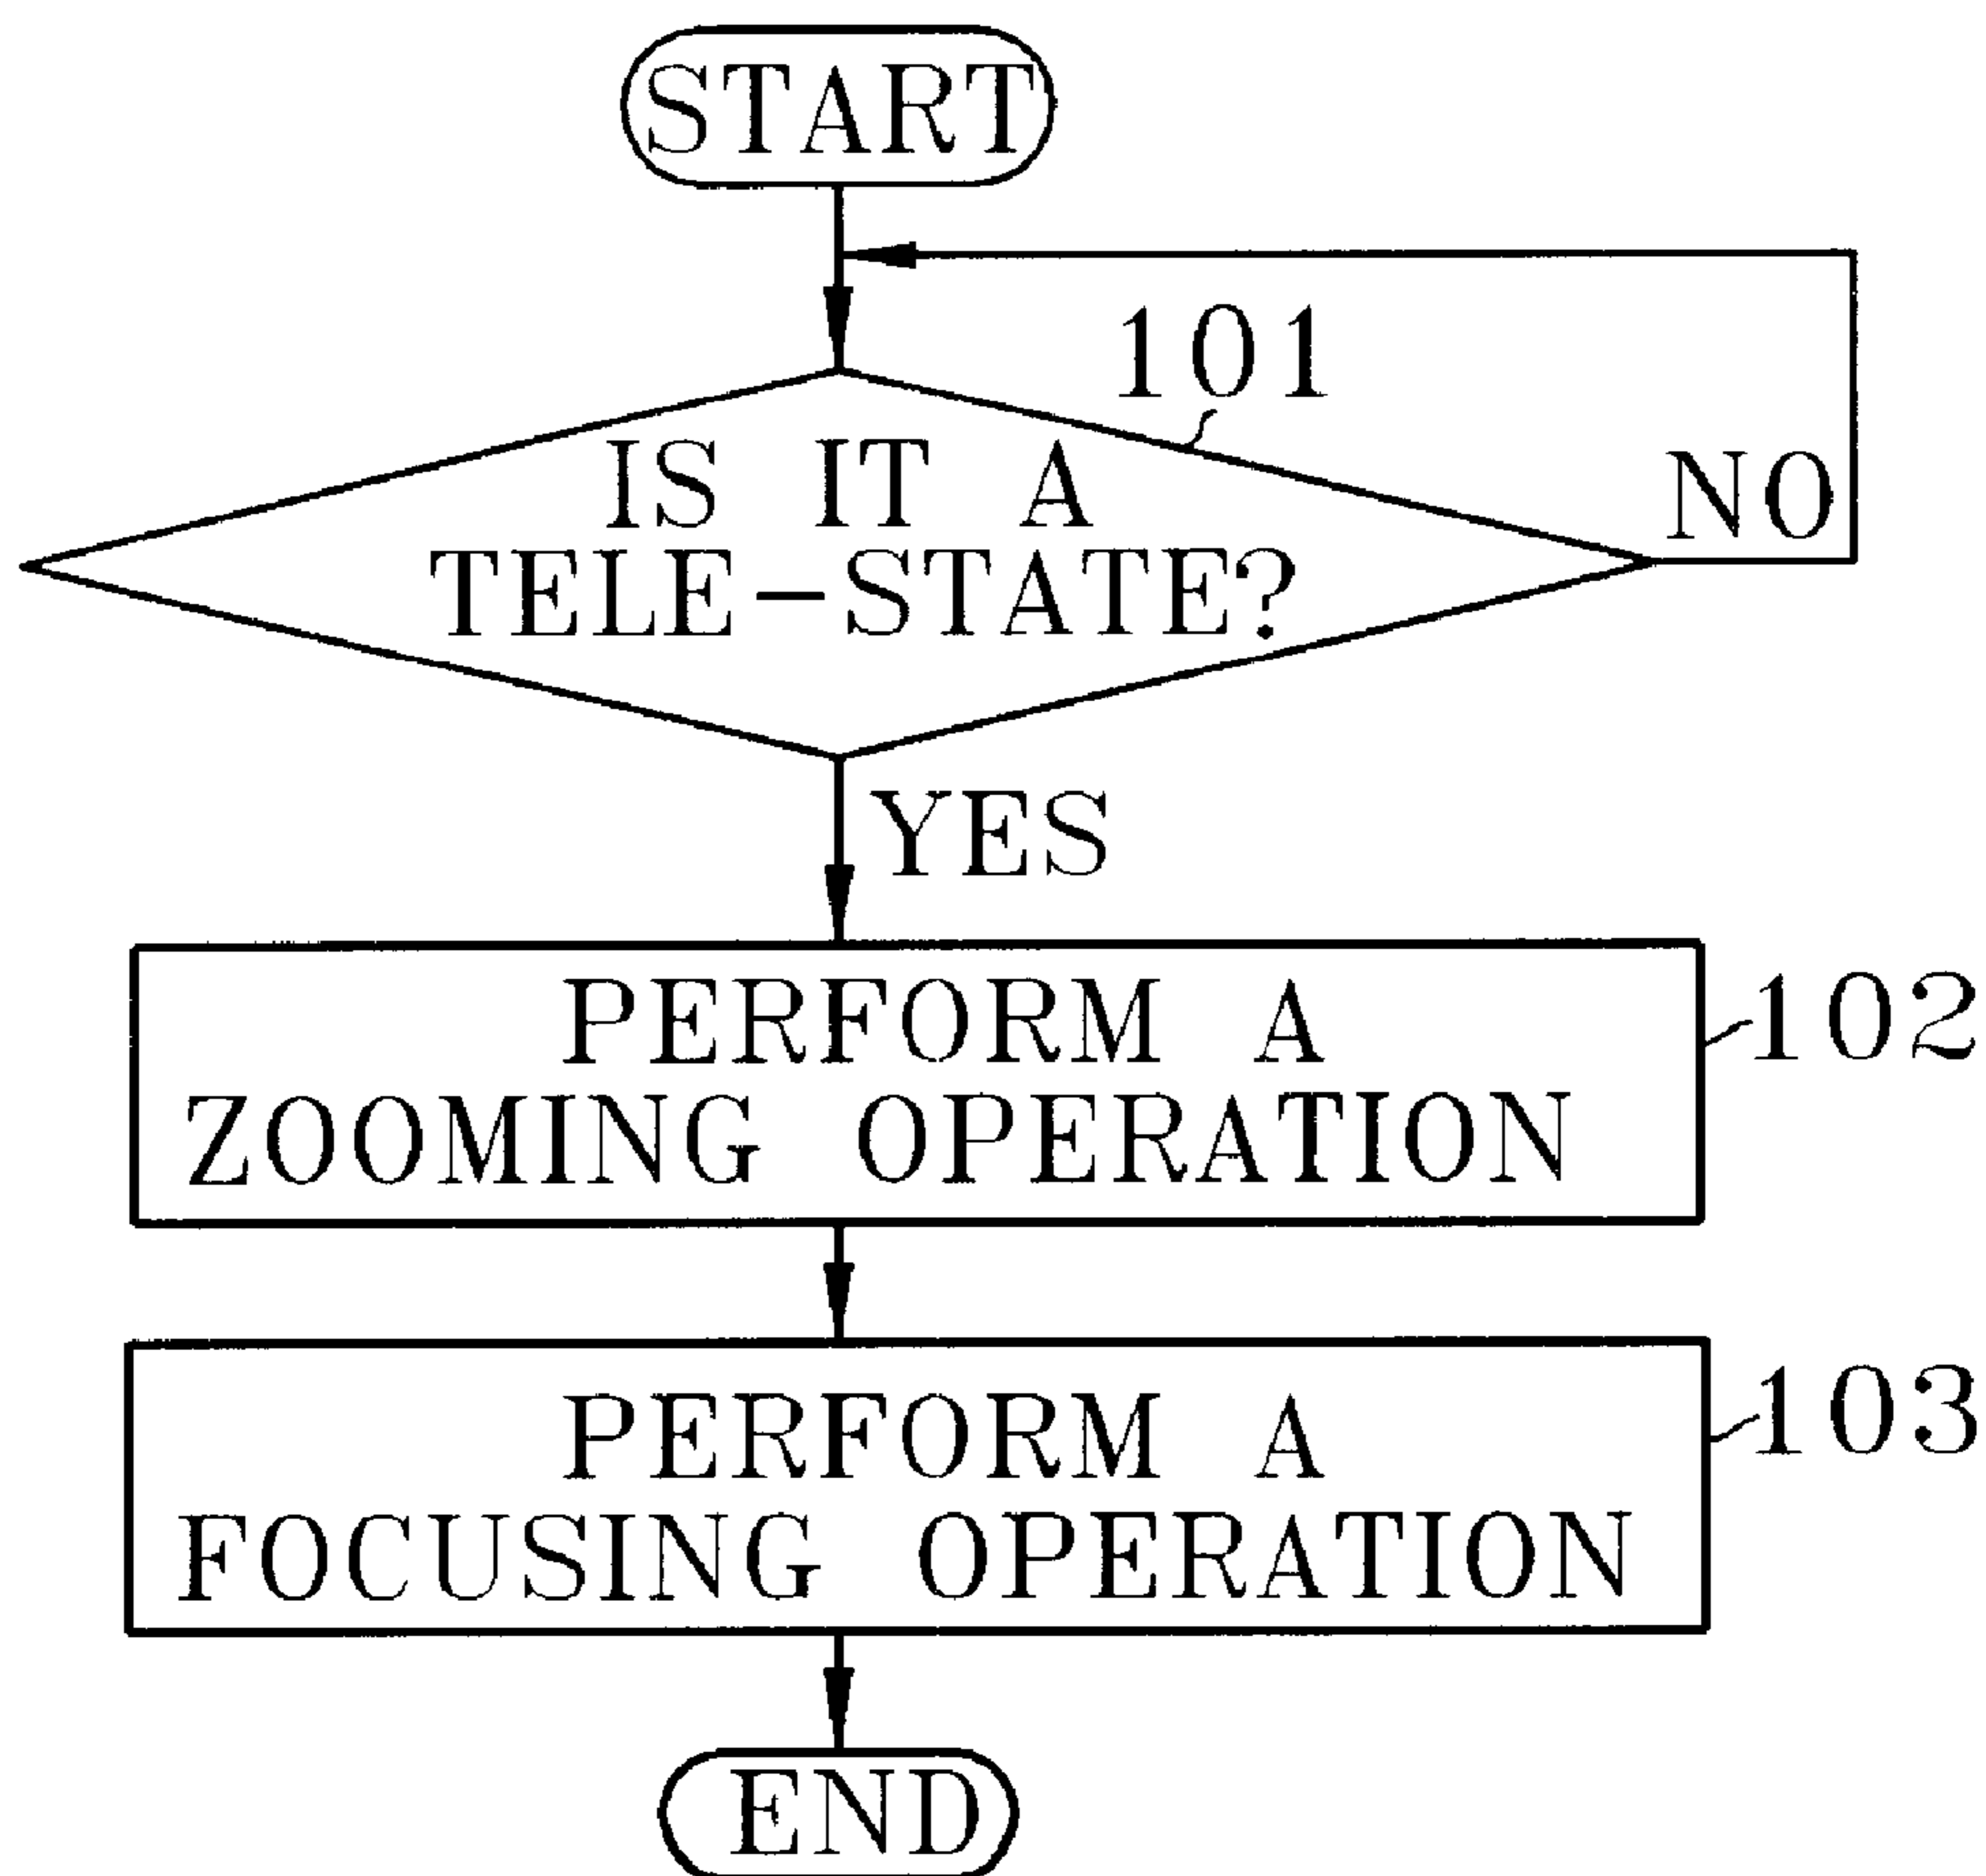 START
101
IS IT A
TELE-STATE?
NO
YES
PERFORM A
ZOOMING OPERATION
102
PERFORM A
FOCUSING OPERATION
103
END